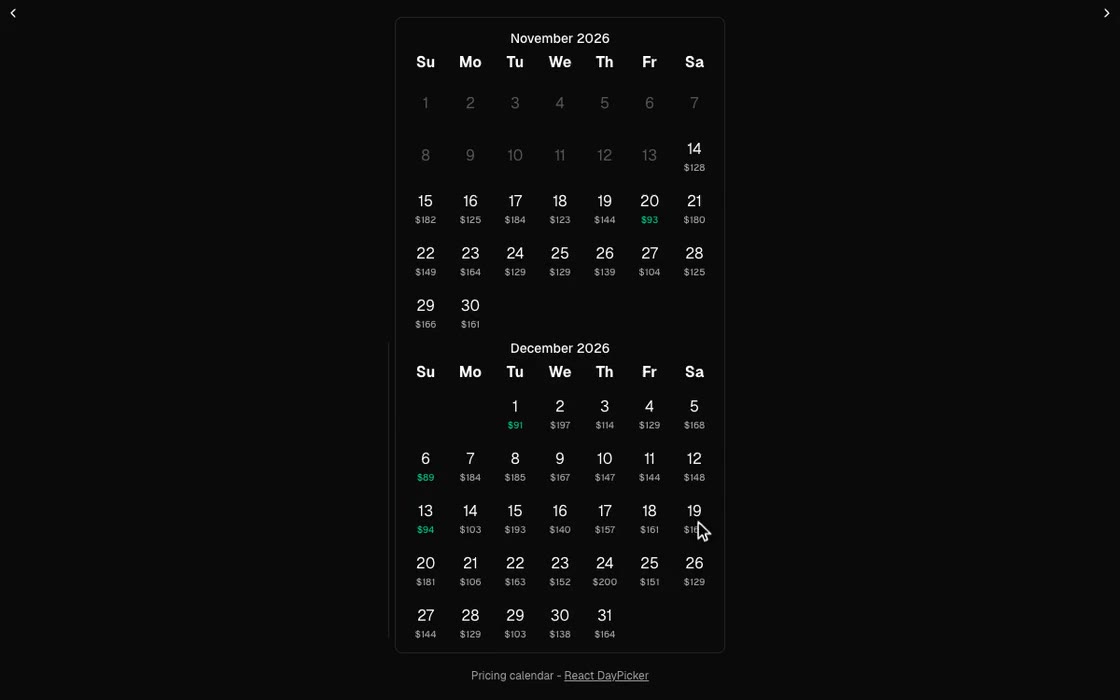 November 2026
Su Mo Tu We Th Fr Sa
1 2 3 4 5 6 7
8 9 10 11 12 13 14
$128
15 16 17 18 19 20 21
$182 $125 $184 $123 $144 $93 $180
22 23 24 25 26 27 28
$149 $164 $129 $129 $139 $104 $125
29 30
$166 $161
December 2026
Su Mo Tu We Th Fr Sa
1 2 3 4 5
$91 $197 $114 $129 $168
6 7 8 9 10 11 12
$89 $184 $185 $167 $147 $144 $148
13 14 15 16 17 18 19
$94 $103 $193 $140 $157 $161
20 21 22 23 24 25 26
$181 $106 $163 $152 $200 $151 $129
27 28 29 30 31
$144 $129 $103 $138 $164
Pricing calendar - React DayPicker